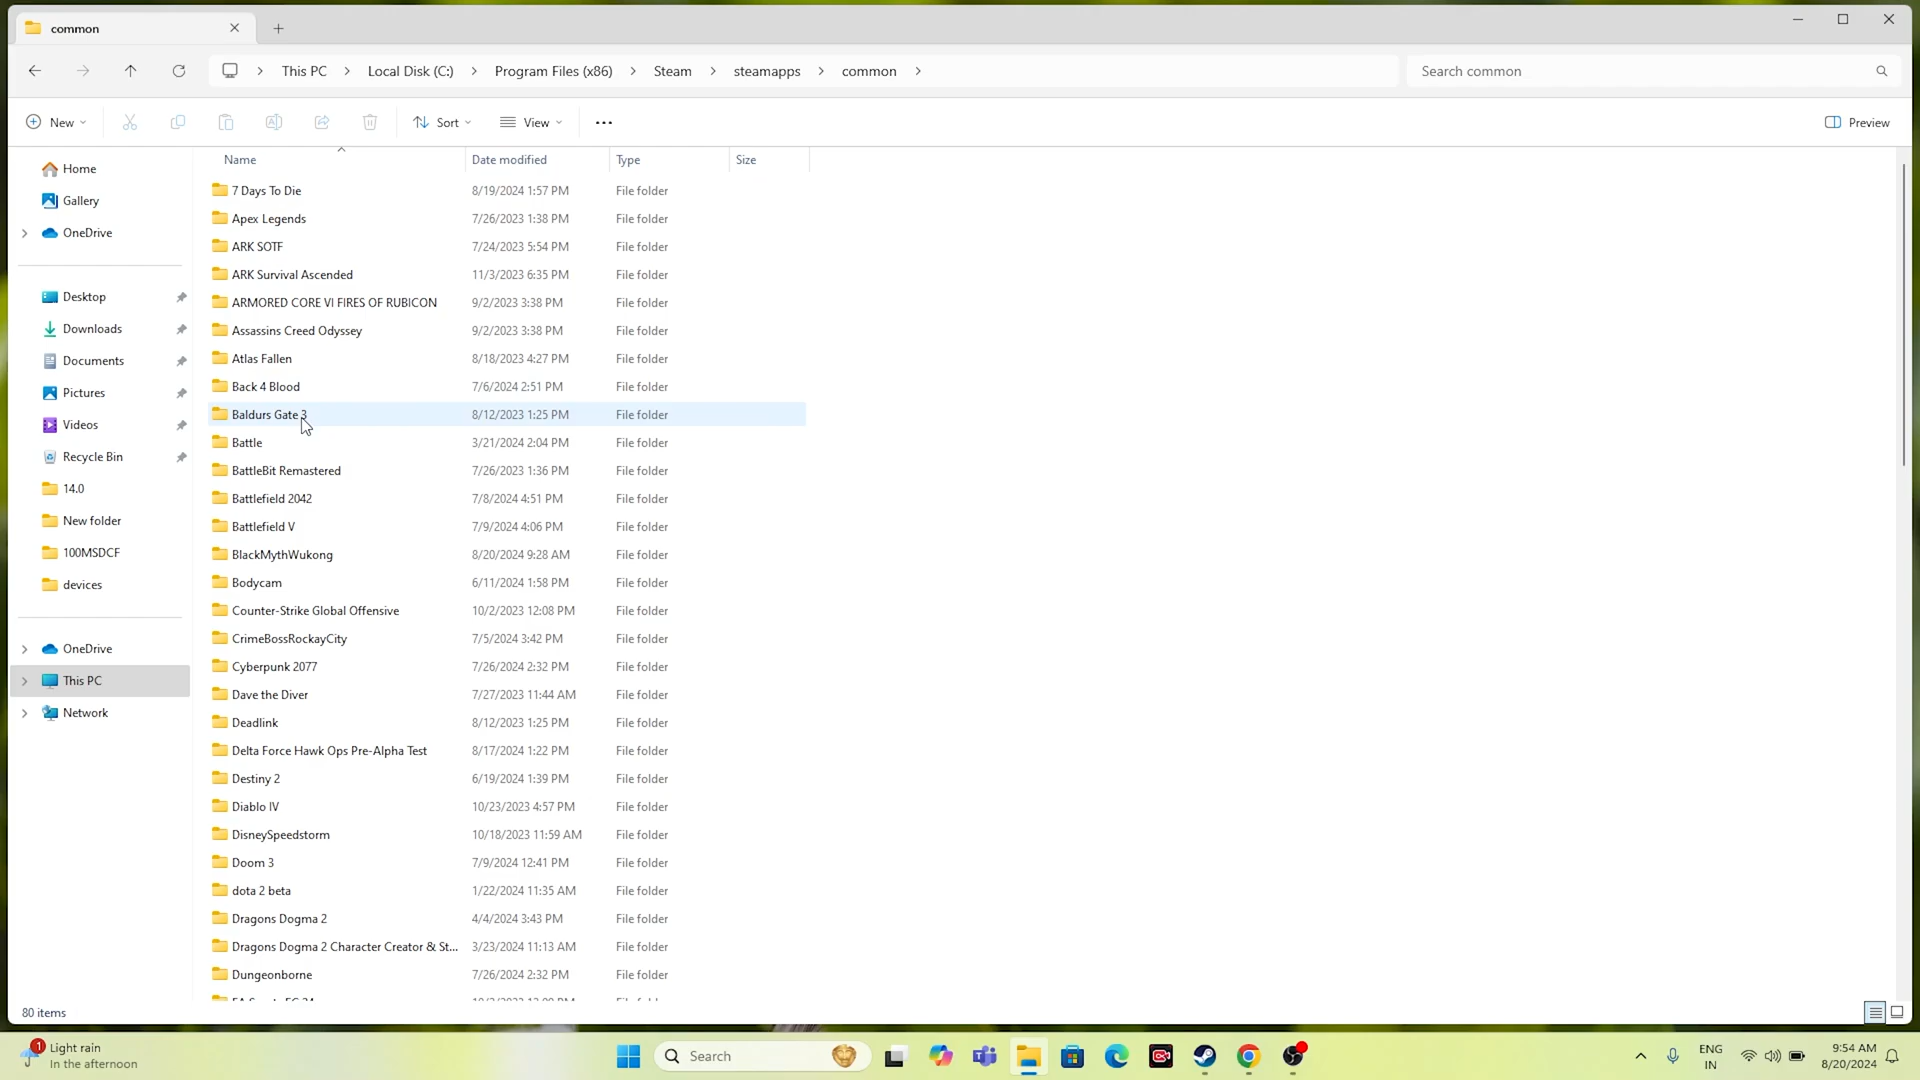 common
This PC > Local Disk (C:) > Program Files (x86) > Steam > steamapps > common >
Search common
New
Sort
View
Preview
Home
Gallery
OneDrive
Desktop
Downloads
Documents
Pictures
Videos
Recycle Bin
14.0
New folder
100MSDCF
devices
OneDrive
This PC
Network
Name Date modified Type Size
7 Days To Die 8/19/2024 1:57 PM File folder
Apex Legends 7/26/2023 1:38 PM File folder
ARK SOTF 7/24/2023 5:54 PM File folder
ARK Survival Ascended 11/3/2023 6:35 PM File folder
ARMORED CORE VI FIRES OF RUBICON 9/2/2023 3:38 PM File folder
Assassins Creed Odyssey 9/2/2023 3:38 PM File folder
Atlas Fallen 8/18/2023 4:27 PM File folder
Back 4 Blood 7/6/2024 2:51 PM File folder
Baldurs Gate 3 8/12/2023 1:25 PM File folder
Battle 3/21/2024 2:04 PM File folder
BattleBit Remastered 7/26/2023 1:36 PM File folder
Battlefield 2042 7/8/2024 4:51 PM File folder
Battlefield V 7/9/2024 4:06 PM File folder
BlackMythWukong 8/20/2024 9:28 AM File folder
Bodycam 6/11/2024 1:58 PM File folder
Counter-Strike Global Offensive 10/2/2023 12:08 PM File folder
CrimeBossRockayCity 7/5/2024 3:42 PM File folder
Cyberpunk 2077 7/26/2024 2:32 PM File folder
Dave the Diver 7/27/2023 11:44 AM File folder
Deadlink 8/12/2023 1:25 PM File folder
Delta Force Hawk Ops Pre-Alpha Test 8/17/2024 1:22 PM File folder
Destiny 2 6/19/2024 1:39 PM File folder
Diablo IV 10/23/2023 4:57 PM File folder
DisneySpeedstorm 10/18/2023 11:59 AM File folder
Doom 3 7/9/2024 12:41 PM File folder
dota 2 beta 1/22/2024 11:35 AM File folder
Dragons Dogma 2 4/4/2024 3:43 PM File folder
Dragons Dogma 2 Character Creator & St... 3/23/2024 11:13 AM File folder
Dungeonborne 7/26/2024 2:32 PM File folder
80 items
1
Light rain
In the afternoon
Search
ENG
IN
9:54 AM
8/20/2024